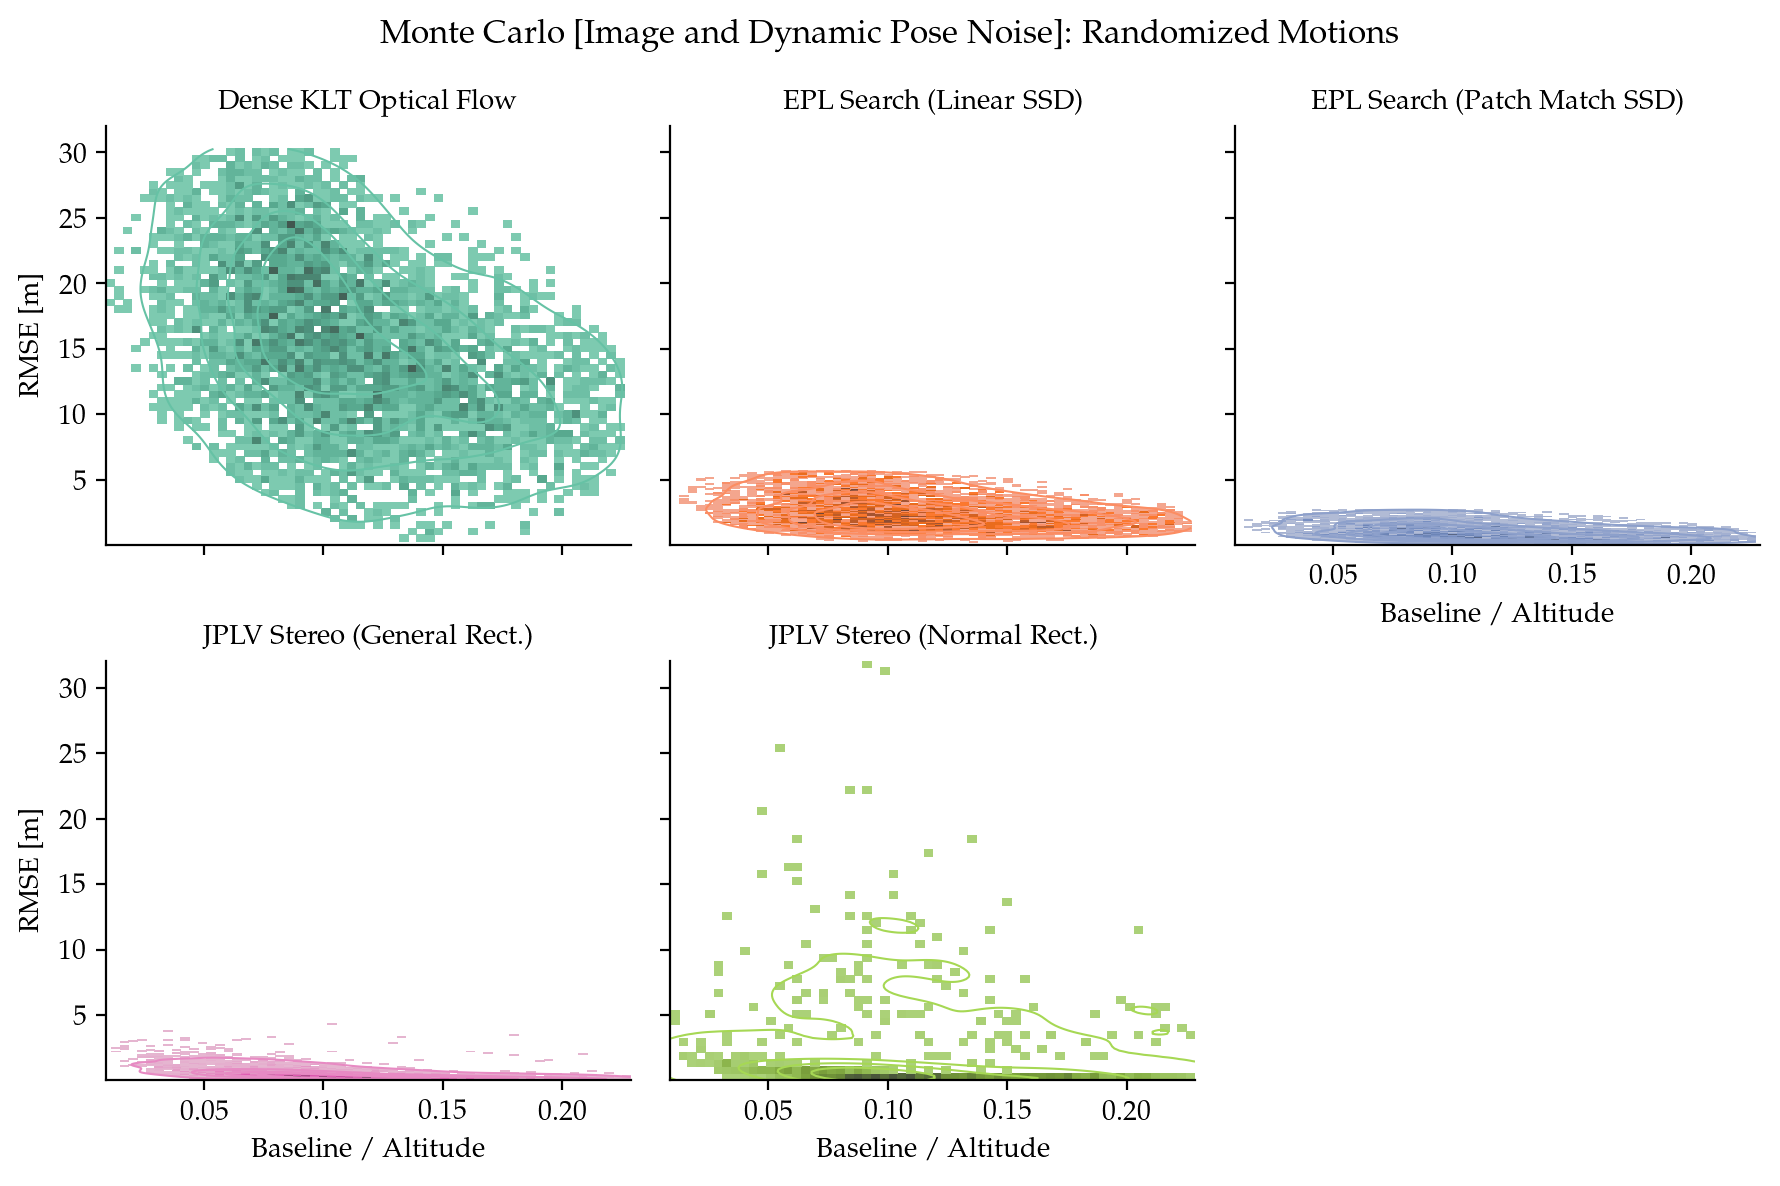 Monte Carlo [Image and Dynamic Pose Noise]: Randomized Motions
Dense KLT Optical Flow
EPL Search (Linear SSD)
EPL Search (Patch Match SSD)
RMSE [m]
30
25
20
15
10
5
0.05 0.10 0.15 0.20
Baseline / Altitude
JPLV Stereo (General Rect.)
JPLV Stereo (Normal Rect.)
RMSE [m]
30
25
20
15
10
5
0.05 0.10 0.15 0.20
Baseline / Altitude
0.05 0.10 0.15 0.20
Baseline / Altitude